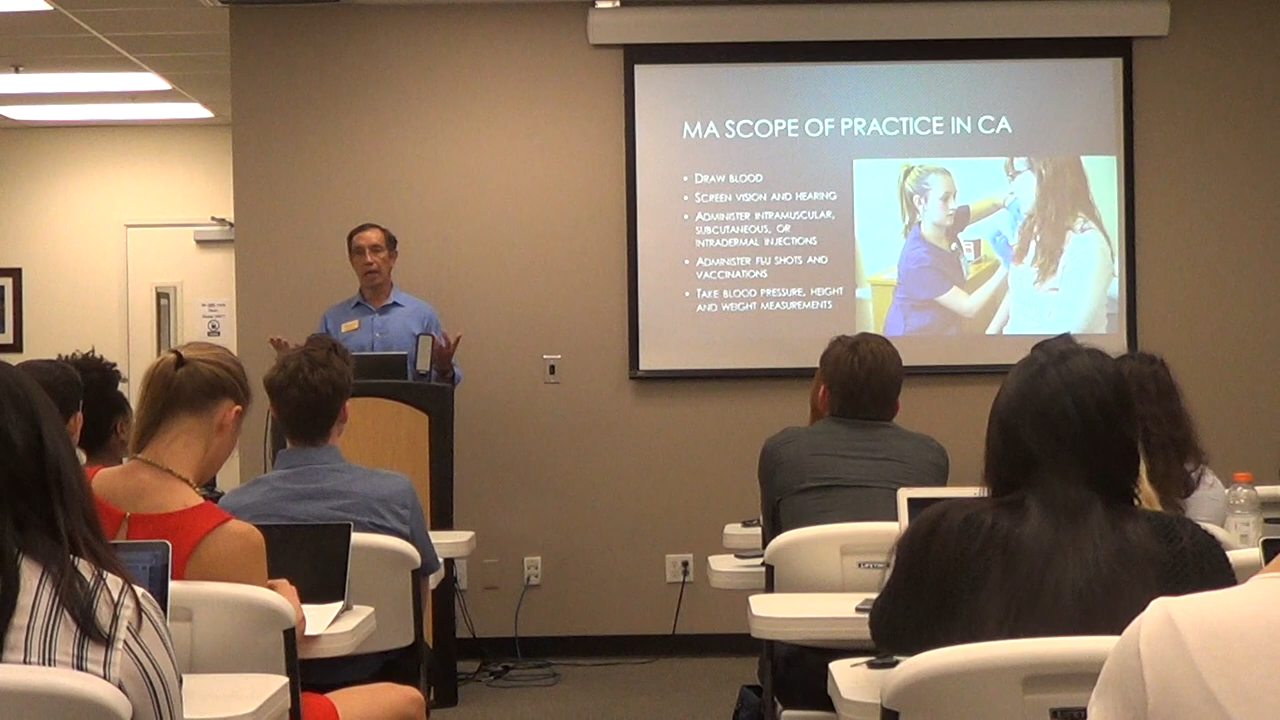 MA SCOPE OF PRACTICE IN CA
• DRAW BLOOD
• SCREEN VISION AND HEARING
• ADMINISTER INTRAMUSCULAR,
SUBCUTANEOUS, OR
INTRADERMAL INJECTIONS
• ADMINISTER FLU SHOTS AND
VACCINATIONS
• TAKE BLOOD PRESSURE, HEIGHT
AND WEIGHT MEASUREMENTS
LIFETIME